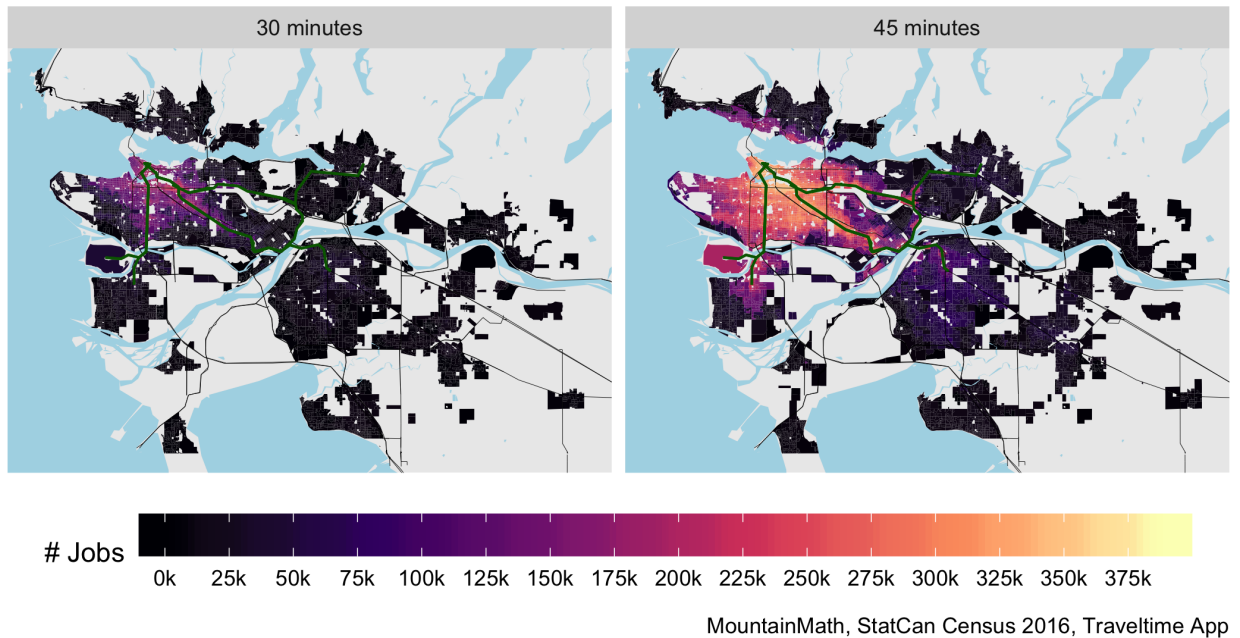 30 minutes
45 minutes
# Jobs
0k 25k 50k 75k 100k 125k 150k 175k 200k 225k 250k 275k 300k 325k 350k 375k
MountainMath, StatCan Census 2016, Traveltime App